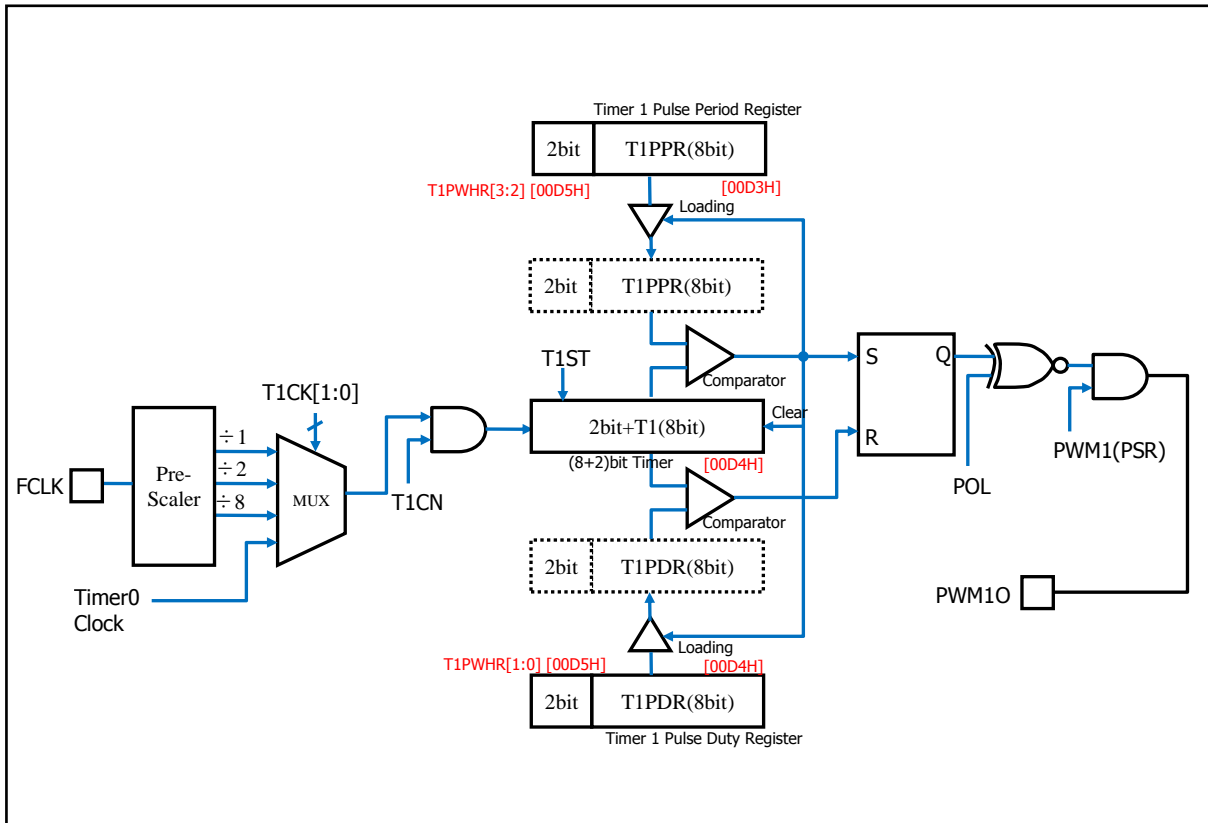 Timer 1 Pulse Period Register
2bit T1PPR(8bit)
T1PWHR[3:2] [00D5H] [00D3H]
Loading
2bit T1PPR(8bit)
T1ST
Comparator
S Q
T1CK[1:0]
Clear
2bit+T1(8bit)
R
(8+2)bit Timer [00D4H]
PWM1(PSR)
POL
÷1
÷2
÷8
FCLK
Pre-
Scaler
MUX
T1CN
Comparator
2bit T1PDR(8bit)
Timer0
Clock
PWM1O
Loading
T1PWHR[1:0] [00D5H] [00D4H]
2bit T1PDR(8bit)
Timer 1 Pulse Duty Register